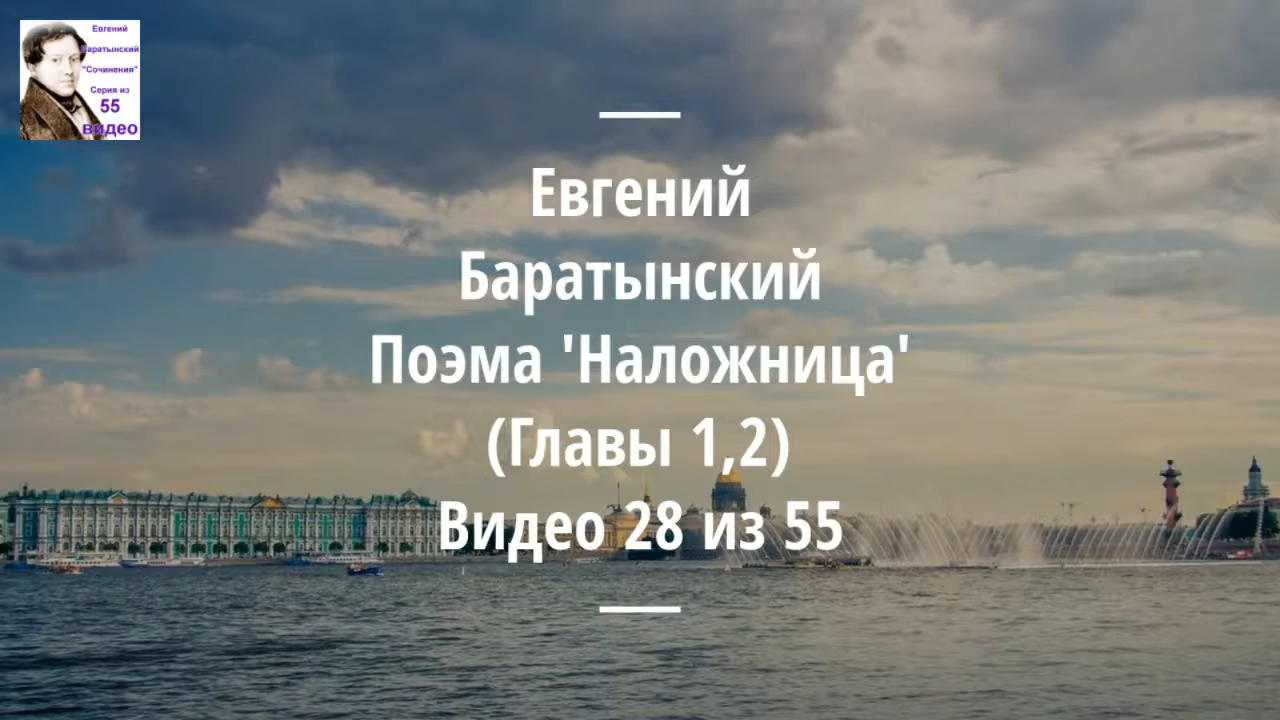 Евгений
Баратынский
"Сочинения"
Серия из
55
видео
Евгений
Баратынский
Поэма 'Наложница'
(Главы 1,2)
Видео 28 из 55